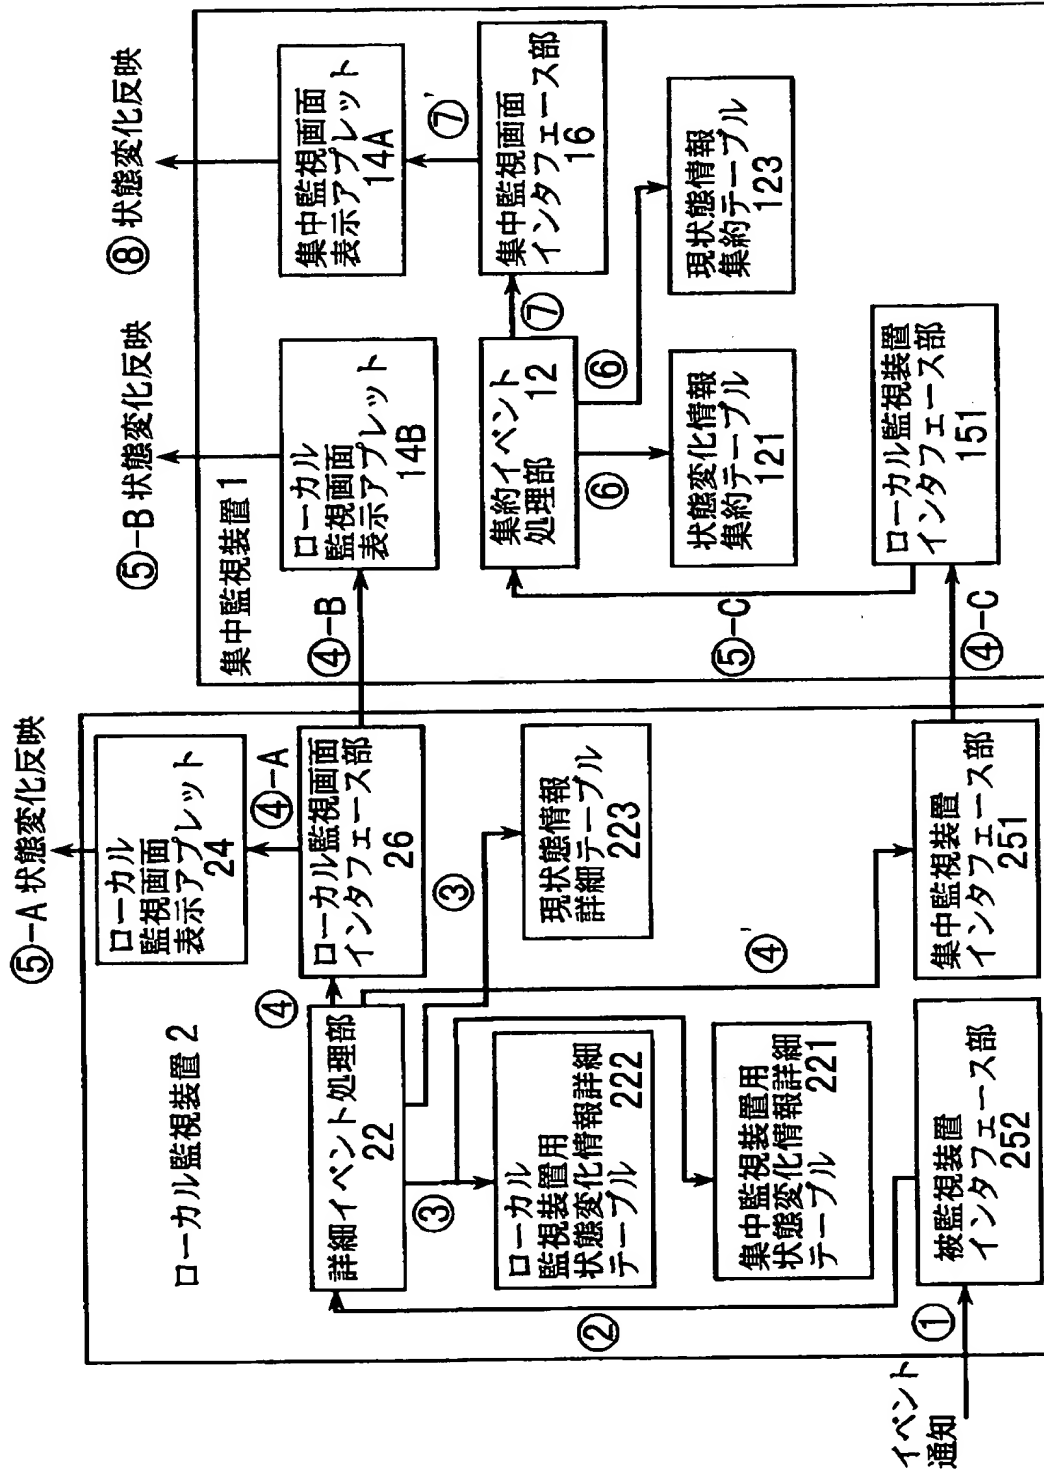 ⑤-A 状態変化反映
⑤-B 状態変化反映
⑧ 状態変化反映
ローカル監視装置 2
ローカル
監視画面
表示アプレット
24
④-A
詳細イベント処理部
22
④
ローカル監視画面
インタフェース部
26
③
③
ローカル
監視装置用
状態変化情報詳細
テーブル 222
現状態情報
詳細テーブル
223
集中監視装置用
状態変化情報詳細
テーブル 221
④'
②
被監視装置
インタフェース部
252
集中監視装置
インタフェース部
251
①
イベント
通知
集中監視装置 1
④-B
ローカル
監視画面
表示アプレット
14B
集中監視画面
表示アプレット
14A
⑦'
集約イベント
処理部 12
⑦
集中監視画面
インタフェース部
16
⑥
⑥
状態変化情報
集約テーブル
121
現状態情報
集約テーブル
123
⑤-C
④-C
ローカル監視装置
インタフェース部
151